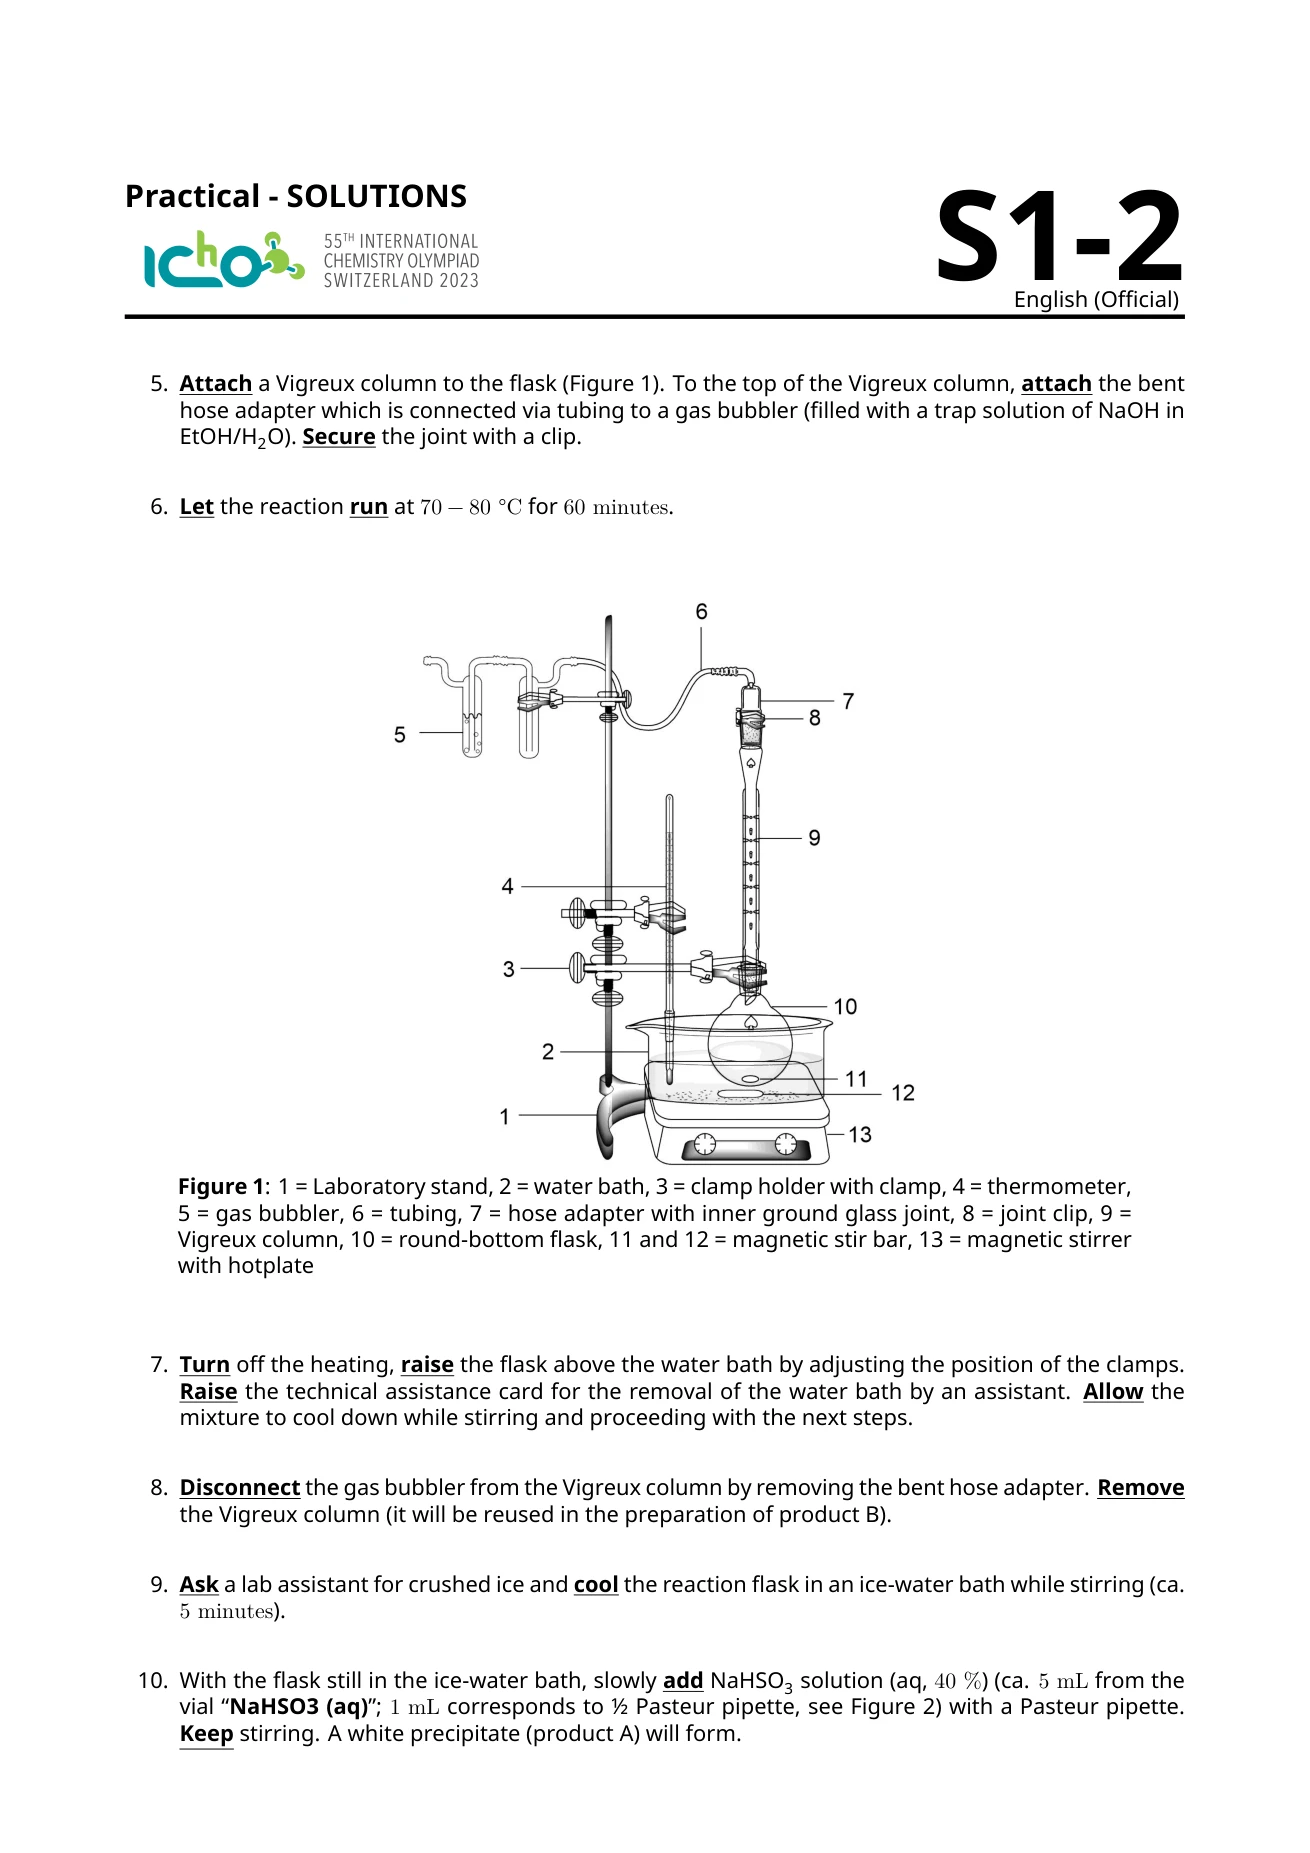 Practical - SOLUTIONS
S1-2
IChO
55TH INTERNATIONAL
CHEMISTRY OLYMPIAD
SWITZERLAND 2023
English (Official)
5. Attach a Vigreux column to the flask (Figure 1). To the top of the Vigreux column, attach the bent
hose adapter which is connected via tubing to a gas bubbler (filled with a trap solution of NaOH in
EtOH/H₂O). Secure the joint with a clip.
6. Let the reaction run at 70 – 80 °C for 60 minutes.
6
7
8
5
9
4
3
10
2
11
12
1
13
Figure 1: 1 = Laboratory stand, 2 = water bath, 3 = clamp holder with clamp, 4 = thermometer,
5 = gas bubbler, 6 = tubing, 7 = hose adapter with inner ground glass joint, 8 = joint clip, 9 =
Vigreux column, 10 = round-bottom flask, 11 and 12 = magnetic stir bar, 13 = magnetic stirrer
with hotplate
7. Turn off the heating, raise the flask above the water bath by adjusting the position of the clamps.
Raise the technical assistance card for the removal of the water bath by an assistant. Allow the
mixture to cool down while stirring and proceeding with the next steps.
8. Disconnect the gas bubbler from the Vigreux column by removing the bent hose adapter. Remove
the Vigreux column (it will be reused in the preparation of product B).
9. Ask a lab assistant for crushed ice and cool the reaction flask in an ice-water bath while stirring (ca.
5 minutes).
10. With the flask still in the ice-water bath, slowly add NaHSO₃ solution (aq, 40 %) (ca. 5 mL from the
vial “NaHSO3 (aq)”; 1 mL corresponds to ½ Pasteur pipette, see Figure 2) with a Pasteur pipette.
Keep stirring. A white precipitate (product A) will form.